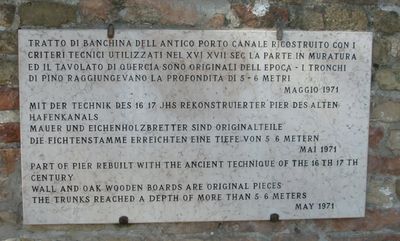 TRATTO DI BANCHINA DELL ANTICO PORTO CANALE RICOSTRUITO CON I
CRITERI TECNICI UTILIZZATI NEL XVI XVII SEC LA PARTE IN MURATURA
ED IL TAVOLATO DI QUERCIA SONO ORIGINALI DELL EPOCA - I TRONCHI
DI PINO RAGGIUNGEVANO LA PROFONDITA DI 5-6 METRI
MAGGIO 1971
MIT DER TECHNIK DES 16 17 JHS REKONSTRUIERTER PIER DES ALTEN
HAFENKANALS
MAUER UND EICHENHOLZBRETTER SIND ORIGINALTEILE
DIE FICHTENSTAMME ERREICHTEN EINE TIEFE VON 5 6 METERN
MAI 1971
PART OF PIER REBUILT WITH THE ANCIENT TECHNIQUE OF THE 16 TH 17 TH
CENTURY
WALL AND OAK WOODEN BOARDS ARE ORIGINAL PIECES
THE TRUNKS REACHED A DEPTH OF MORE THAN 5 6 METERS
MAY 1971